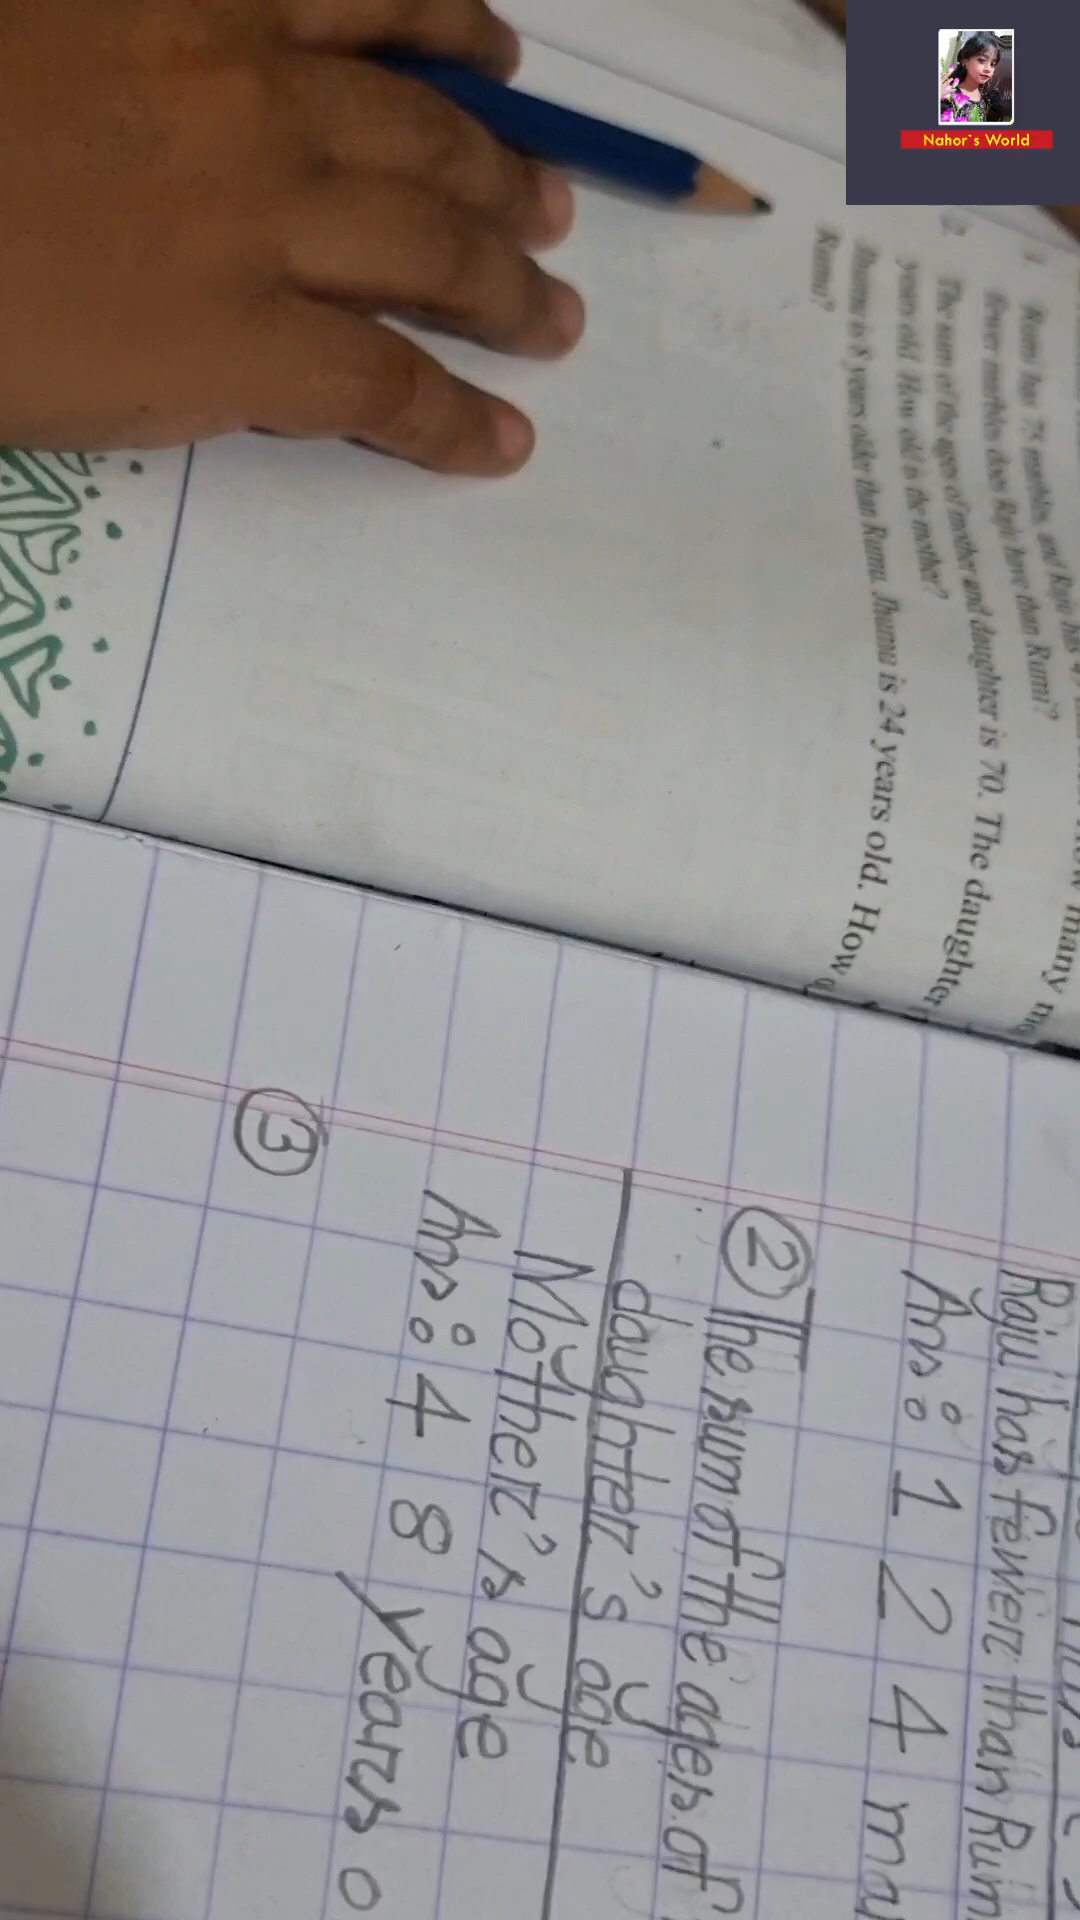 Nahor`s World
1. Rumi has 75 marbles, and Raju has 4 many
fewer marbles does Raju have than Rumi?
2. The sum of the ages of mother and daughter is 70. The daughter
years old. How old is the mother?
Jhumu is 8 years older than Rumu. Jhumu is 24 years old. How
Rumu?
Raju has fewer than Rum
Ans: 124 ma
② The sum of the ages of
daughter's age
Mother's age
Ans: 48 years o
③